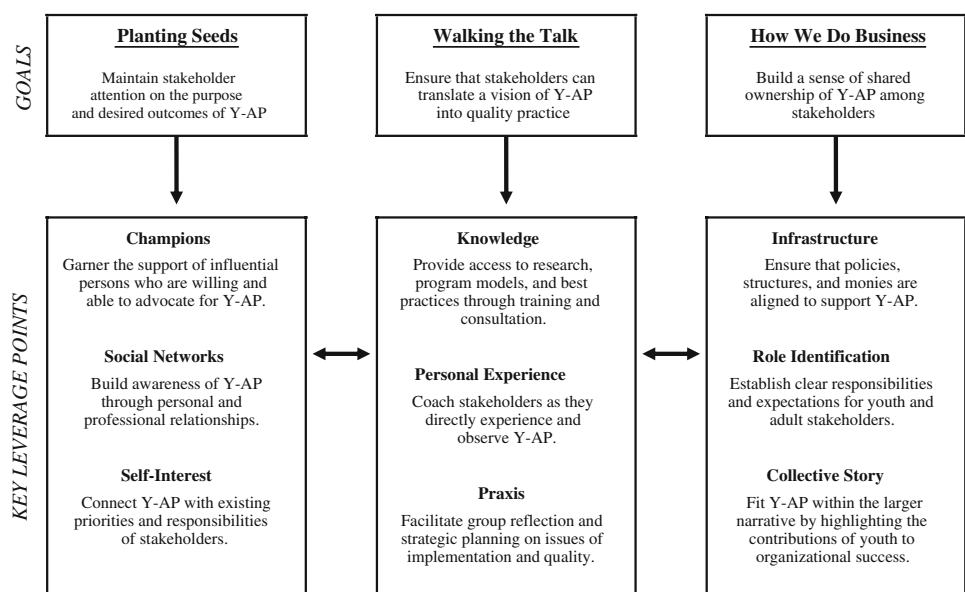 GOALS
Planting Seeds
Maintain stakeholder
attention on the purpose
and desired outcomes of Y-AP
Walking the Talk
Ensure that stakeholders can
translate a vision of Y-AP
into quality practice
How We Do Business
Build a sense of shared
ownership of Y-AP among
stakeholders
KEY LEVERAGE POINTS
Champions
Garner the support of influential
persons who are willing and
able to advocate for Y-AP.
Social Networks
Build awareness of Y-AP
through personal and
professional relationships.
Self-Interest
Connect Y-AP with existing
priorities and responsibilities
of stakeholders.
Knowledge
Provide access to research,
program models, and best
practices through training and
consultation.
Personal Experience
Coach stakeholders as they
directly experience and
observe Y-AP.
Praxis
Facilitate group reflection and
strategic planning on issues of
implementation and quality.
Infrastructure
Ensure that policies,
structures, and monies are
aligned to support Y-AP.
Role Identification
Establish clear responsibilities
and expectations for youth and
adult stakeholders.
Collective Story
Fit Y-AP within the larger
narrative by highlighting the
contributions of youth to
organizational success.